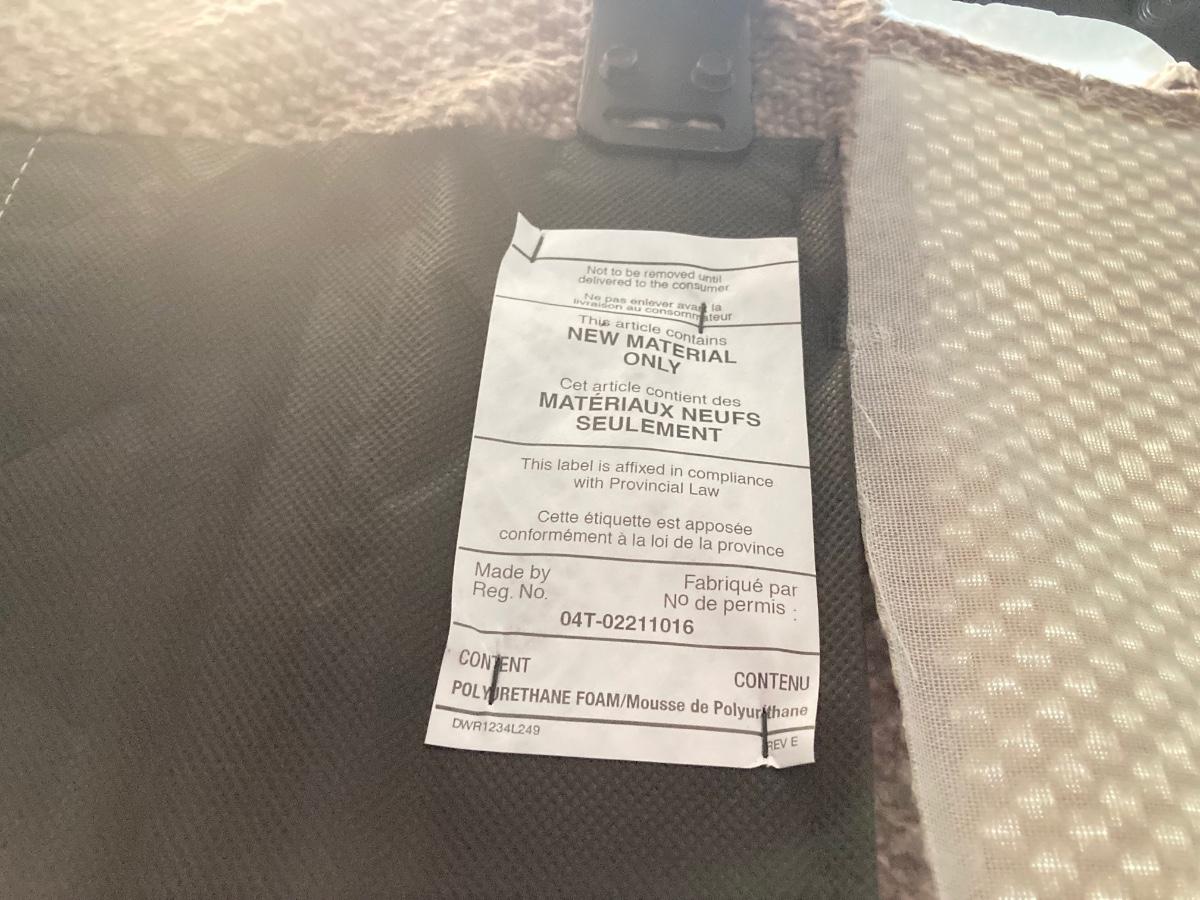 Not to be removed until
delivered to the consumer
Ne pas enlever avant la
livraison au consommateur
This article contains
NEW MATERIAL
ONLY
Cet article contient des
MATÉRIAUX NEUFS
SEULEMENT
This label is affixed in compliance
with Provincial Law
Cette étiquette est apposée
conformément à la loi de la province
Made by
Reg. No.
Fabriqué par
Nº de permis :
04T-02211016
CONTENT
CONTENU
POLYURETHANE FOAM/Mousse de Polyuréthane
DWR1234L249
REV E